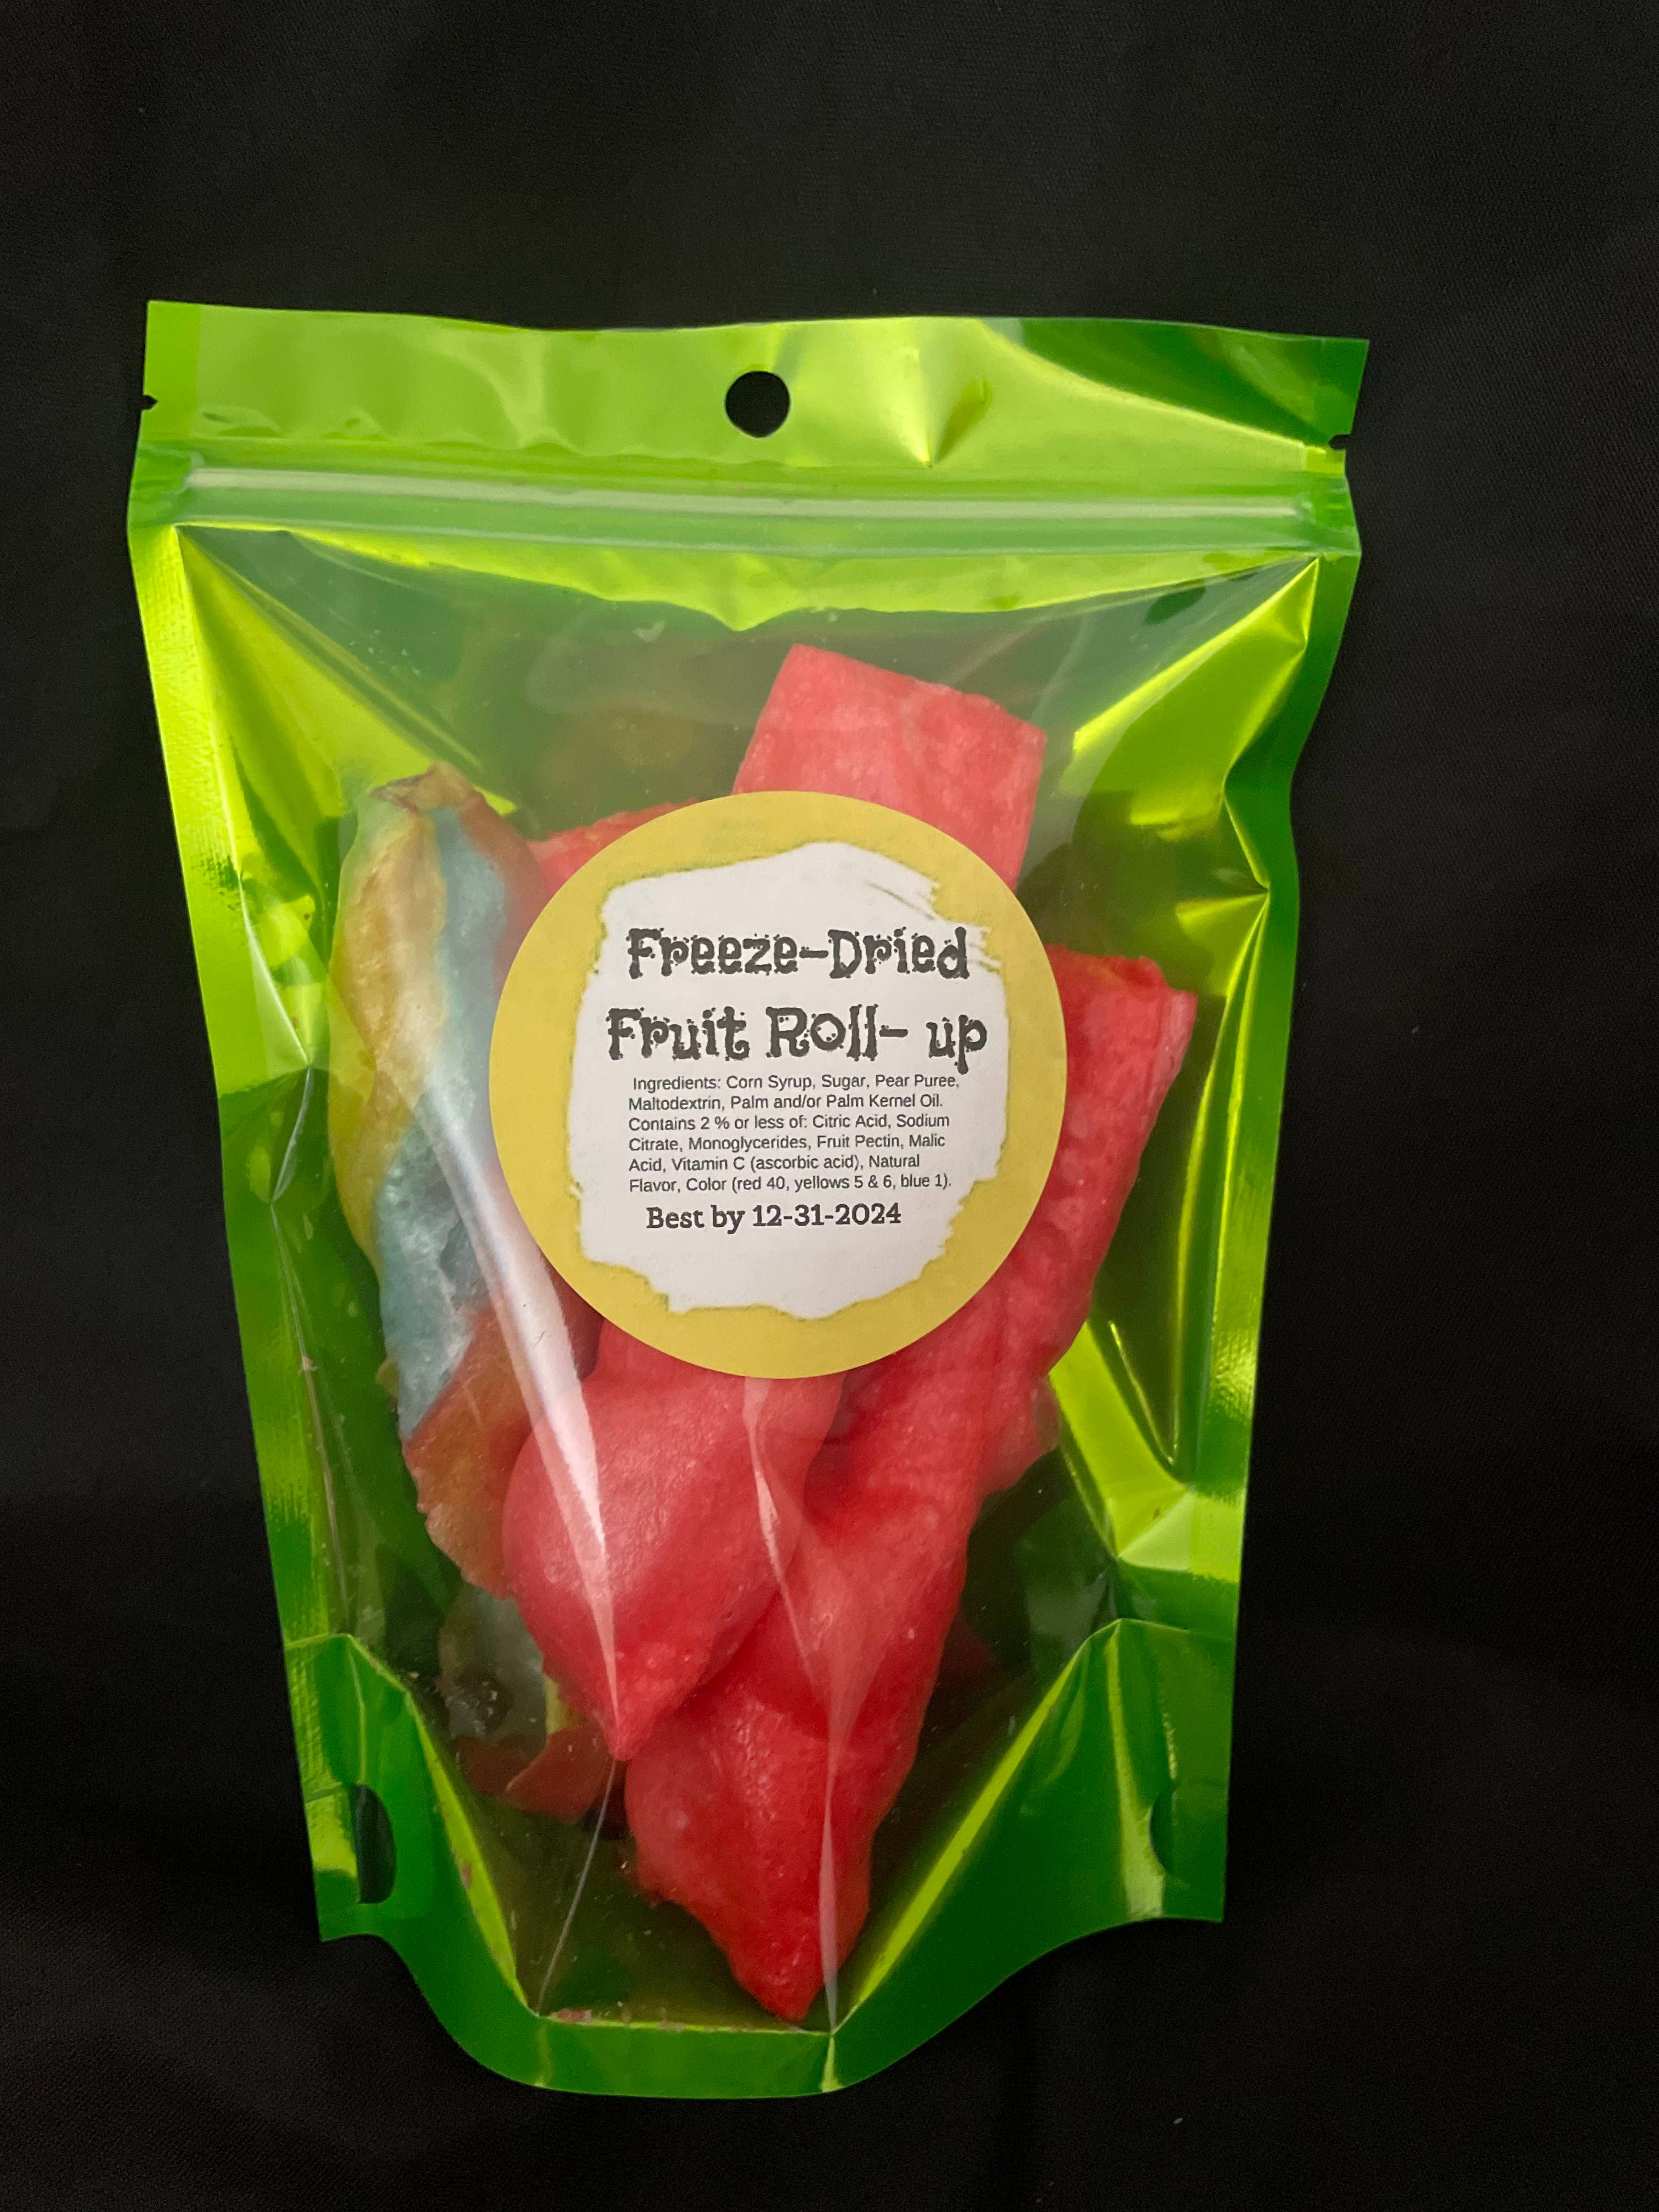 Freeze-Dried
Fruit Roll- up
Ingredients: Corn Syrup, Sugar, Pear Puree,
Maltodextrin, Palm and/or Palm Kernel Oil.
Contains 2 % or less of: Citric Acid, Sodium
Citrate, Monoglycerides, Fruit Pectin, Malic
Acid, Vitamin C (ascorbic acid), Natural
Flavor, Color (red 40, yellows 5 & 6, blue 1).
Best by 12-31-2024